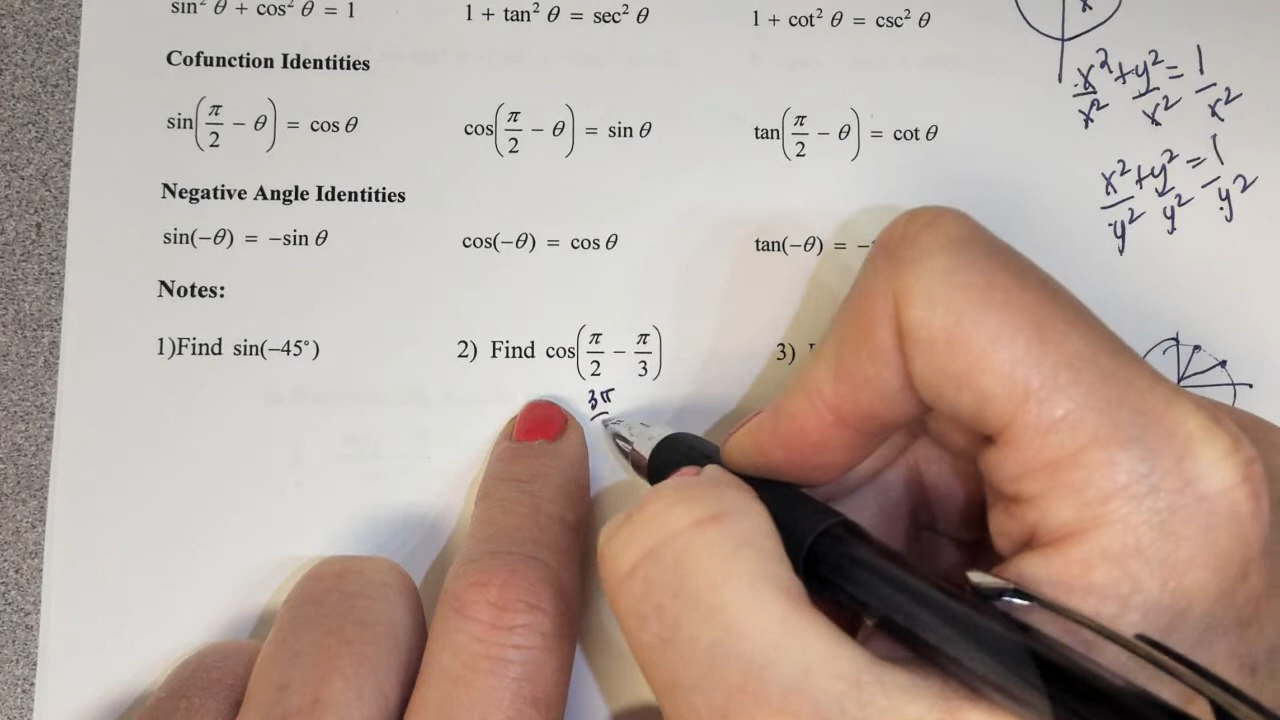 sin² θ + cos² θ = 1 1 + tan² θ = sec² θ 1 + cot² θ = csc² θ
x
Cofunction Identities
x²/x² + y²/x² = 1/x²
sin(π/2 − θ) = cos θ cos(π/2 − θ) = sin θ tan(π/2 − θ) = cot θ
x²/y² + y²/y² = 1/y²
Negative Angle Identities
sin(−θ) = −sin θ cos(−θ) = cos θ tan(−θ) = −
Notes:
1)Find sin(−45°) 2) Find cos(π/2 − π/3) 3)
3π